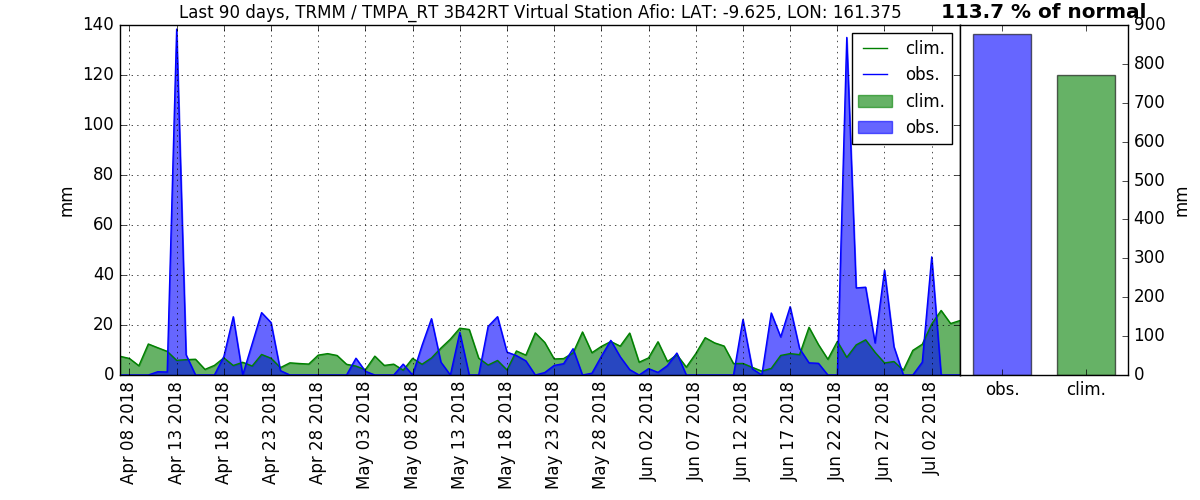 Last 90 days, TRMM / TMPA_RT 3B42RT Virtual Station Afio: LAT: -9.625, LON: 161.375
113.7 % of normal
140
120
100
80
60
40
20
0
mm
clim.
obs.
clim.
obs.
Apr 08 2018
Apr 13 2018
Apr 18 2018
Apr 23 2018
Apr 28 2018
May 03 2018
May 08 2018
May 13 2018
May 18 2018
May 23 2018
May 28 2018
Jun 02 2018
Jun 07 2018
Jun 12 2018
Jun 17 2018
Jun 22 2018
Jun 27 2018
Jul 02 2018
900
800
700
600
500
400
300
200
100
0
mm
obs.
clim.